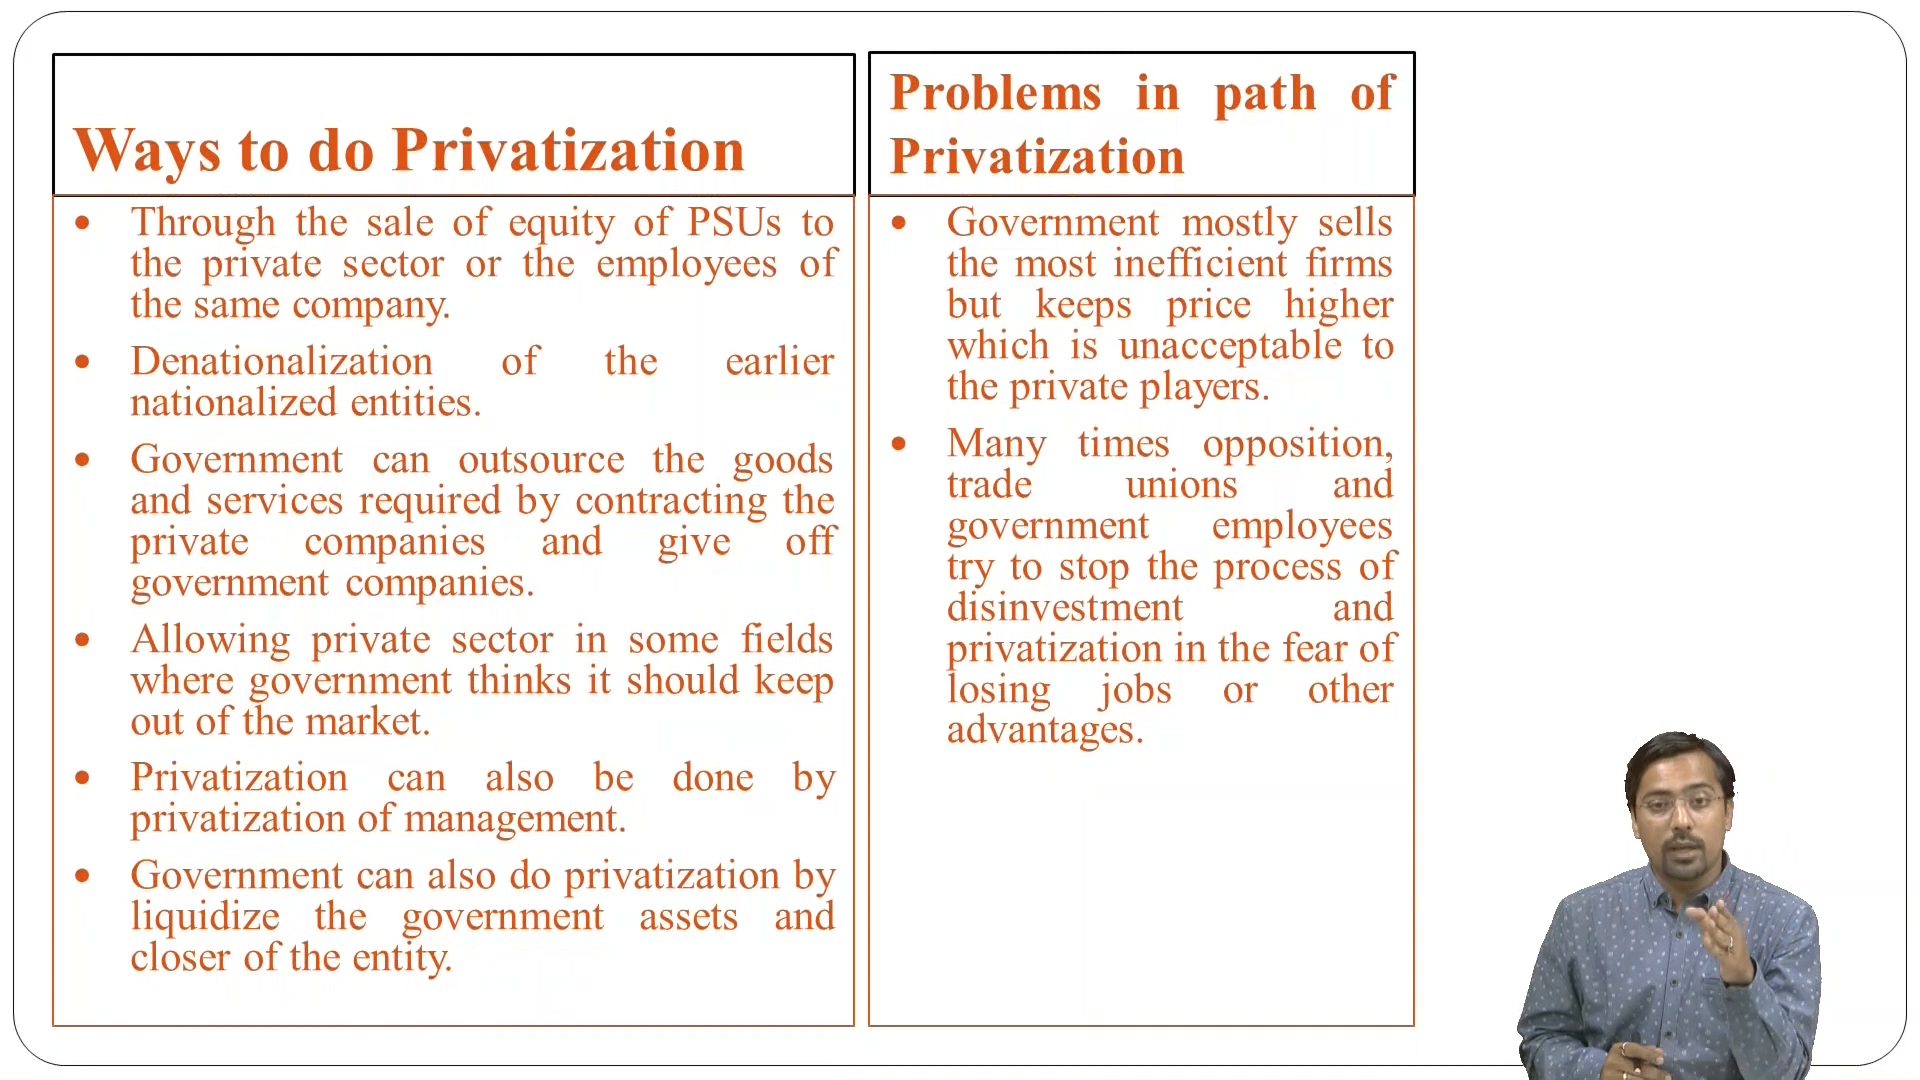 Ways to do Privatization
• Through the sale of equity of PSUs to
the private sector or the employees of
the same company.
• Denationalization of the earlier
nationalized entities.
• Government can outsource the goods
and services required by contracting the
private companies and give off
government companies.
• Allowing private sector in some fields
where government thinks it should keep
out of the market.
• Privatization can also be done by
privatization of management.
• Government can also do privatization by
liquidize the government assets and
closer of the entity.
Problems in path of
Privatization
• Government mostly sells
the most inefficient firms
but keeps price higher
which is unacceptable to
the private players.
• Many times opposition,
trade unions and
government employees
try to stop the process of
disinvestment and
privatization in the fear of
losing jobs or other
advantages.